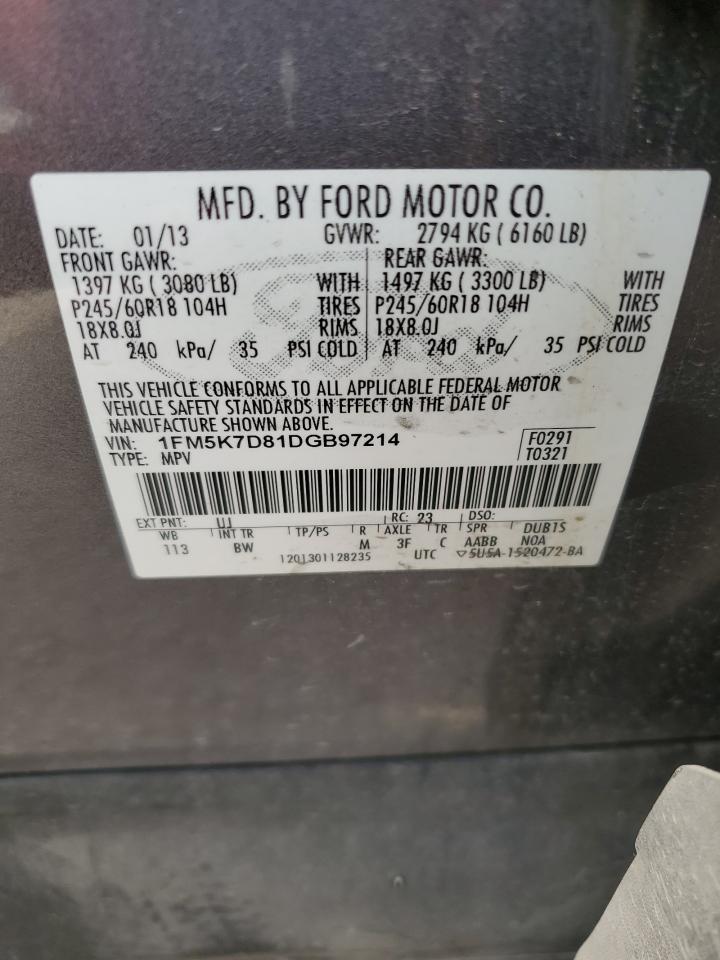 MFD. BY FORD MOTOR CO.
DATE: 01/13 GVWR: 2794 KG ( 6160 LB)
FRONT GAWR: REAR GAWR:
1397 KG ( 3080 LB) WITH 1497 KG ( 3300 LB) WITH
P245/60R18 104H TIRES P245/60R18 104H TIRES
18X8.0J RIMS 18X8.0J RIMS
AT 240 kPa/ 35 PSI COLD AT 240 kPa/ 35 PSI COLD
THIS VEHICLE CONFORMS TO ALL APPLICABLE FEDERAL MOTOR
VEHICLE SAFETY STANDARDS IN EFFECT ON THE DATE OF
MANUFACTURE SHOWN ABOVE.
VIN: 1FM5K7D81DGB97214 F0291
TYPE: MPV T0321
EXT PNT: UJ RC: 23 DSO:
WB INT TR TP/PS R AXLE TR SPR DUB1S
113 BW M 3F C AABB NOA
1201301128235 UTC ▽5U5A-1520472-BA
Ford